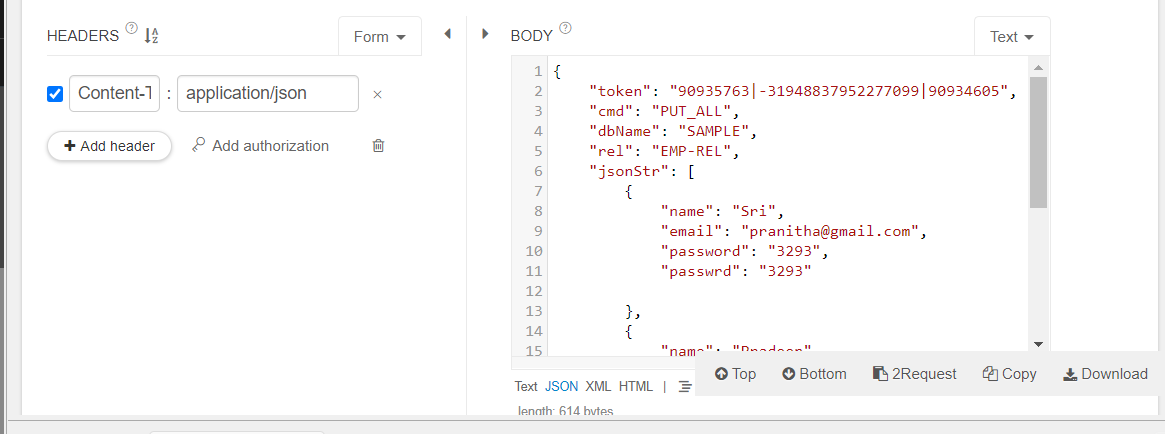 HEADERS ? A Z Form
Content-T : application/json ×
+ Add header Add authorization
BODY ? Text
1 {
2 "token": "90935763|-31948837952277099|90934605",
3 "cmd": "PUT_ALL",
4 "dbName": "SAMPLE",
5 "rel": "EMP-REL",
6 "jsonStr": [
7 {
8 "name": "Sri",
9 "email": "pranitha@gmail.com",
10 "password": "3293",
11 "passwrd": "3293"
12
13 },
14 {
15 "name": "Pradeep"
Text JSON XML HTML |
Top Bottom 2Request Copy Download
length: 614 bytes